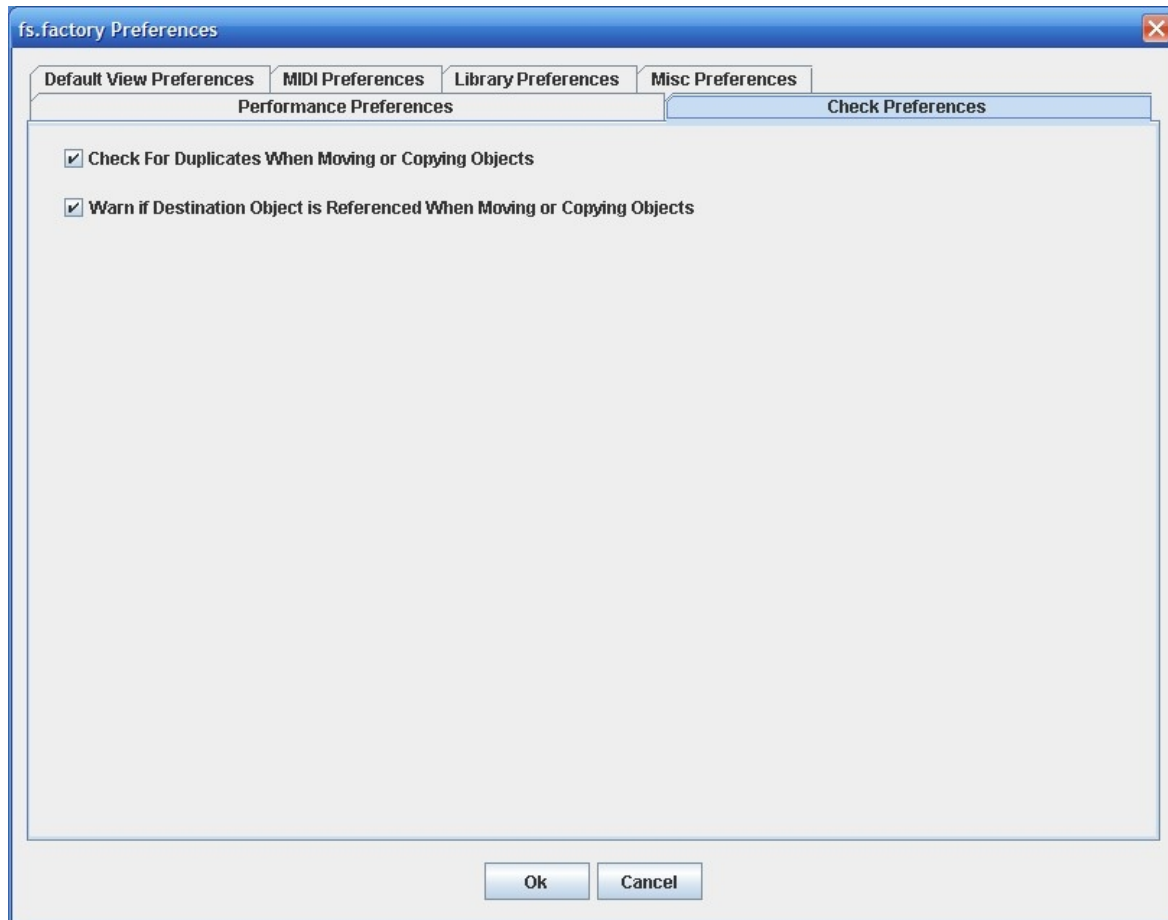 fs.factory Preferences
Default View Preferences MIDI Preferences Library Preferences Misc Preferences
Performance Preferences Check Preferences
Check For Duplicates When Moving or Copying Objects
Warn if Destination Object is Referenced When Moving or Copying Objects
Ok Cancel